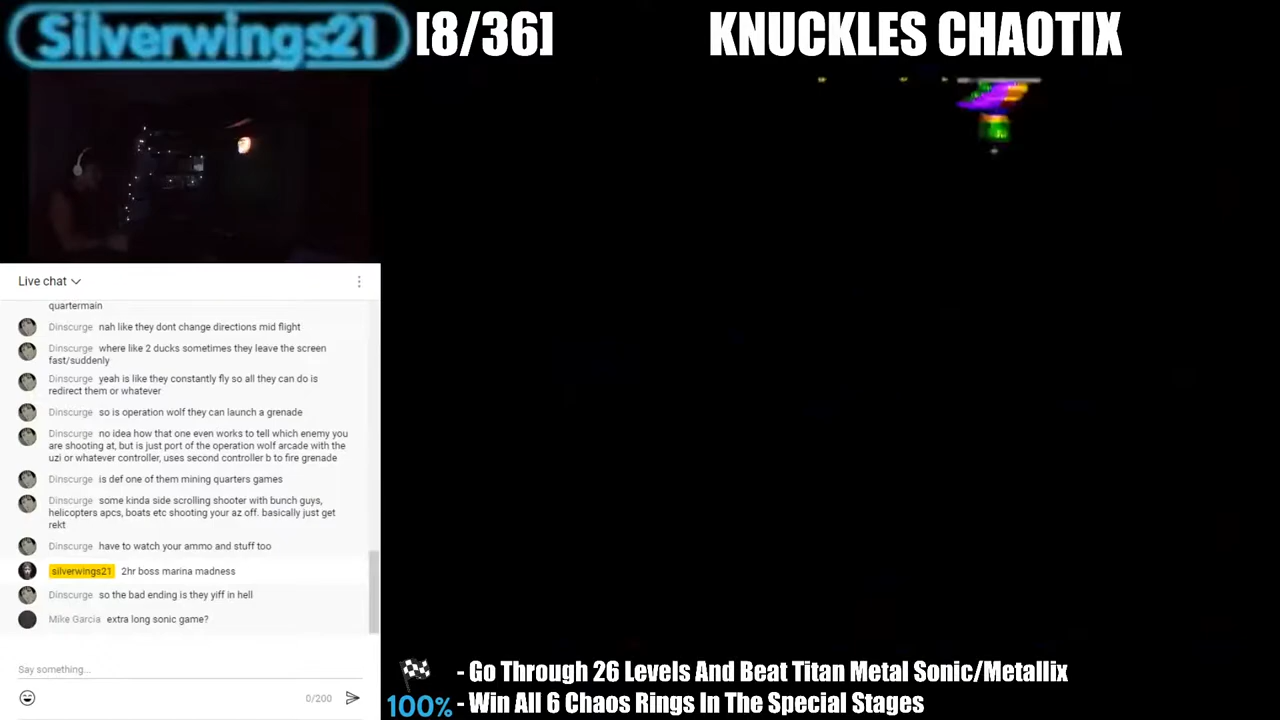 Silverwings21 [8/36] KNUCKLES CHAOTIX
Live chat
quartermain
Dinscurge nah like they dont change directions mid flight
Dinscurge where like 2 ducks sometimes they leave the screen
fast/suddenly
Dinscurge yeah is like they constantly fly so all they can do is
redirect them or whatever
Dinscurge so is operation wolf they can launch a grenade
Dinscurge no idea how that one even works to tell which enemy you
are shooting at, but is just port of the operation wolf arcade with the
uzi or whatever controller, uses second controller b to fire grenade
Dinscurge is def one of them mining quarters games
Dinscurge some kinda side scrolling shooter with bunch guys,
helicopters apcs, boats etc shooting your az off. basically just get
rekt
Dinscurge have to watch your ammo and stuff too
silverwings21 2hr boss marina madness
Dinscurge so the bad ending is they yiff in hell
Mike Garcia extra long sonic game?
Say something...
0/200
- Go Through 26 Levels And Beat Titan Metal Sonic/Metallix
100% - Win All 6 Chaos Rings In The Special Stages